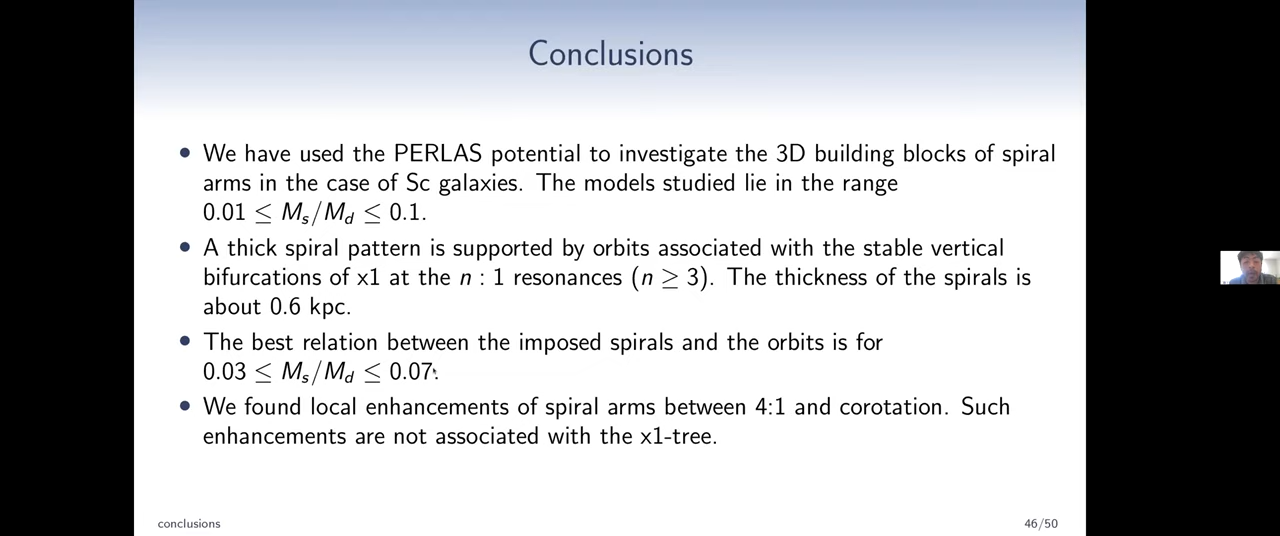 Conclusions
• We have used the PERLAS potential to investigate the 3D building blocks of spiral
arms in the case of Sc galaxies. The models studied lie in the range
0.01 ≤ Mₛ/M_d ≤ 0.1.
• A thick spiral pattern is supported by orbits associated with the stable vertical
bifurcations of x1 at the n : 1 resonances (n ≥ 3). The thickness of the spirals is
about 0.6 kpc.
• The best relation between the imposed spirals and the orbits is for
0.03 ≤ Mₛ/M_d ≤ 0.07.
• We found local enhancements of spiral arms between 4:1 and corotation. Such
enhancements are not associated with the x1-tree.
conclusions
46/50